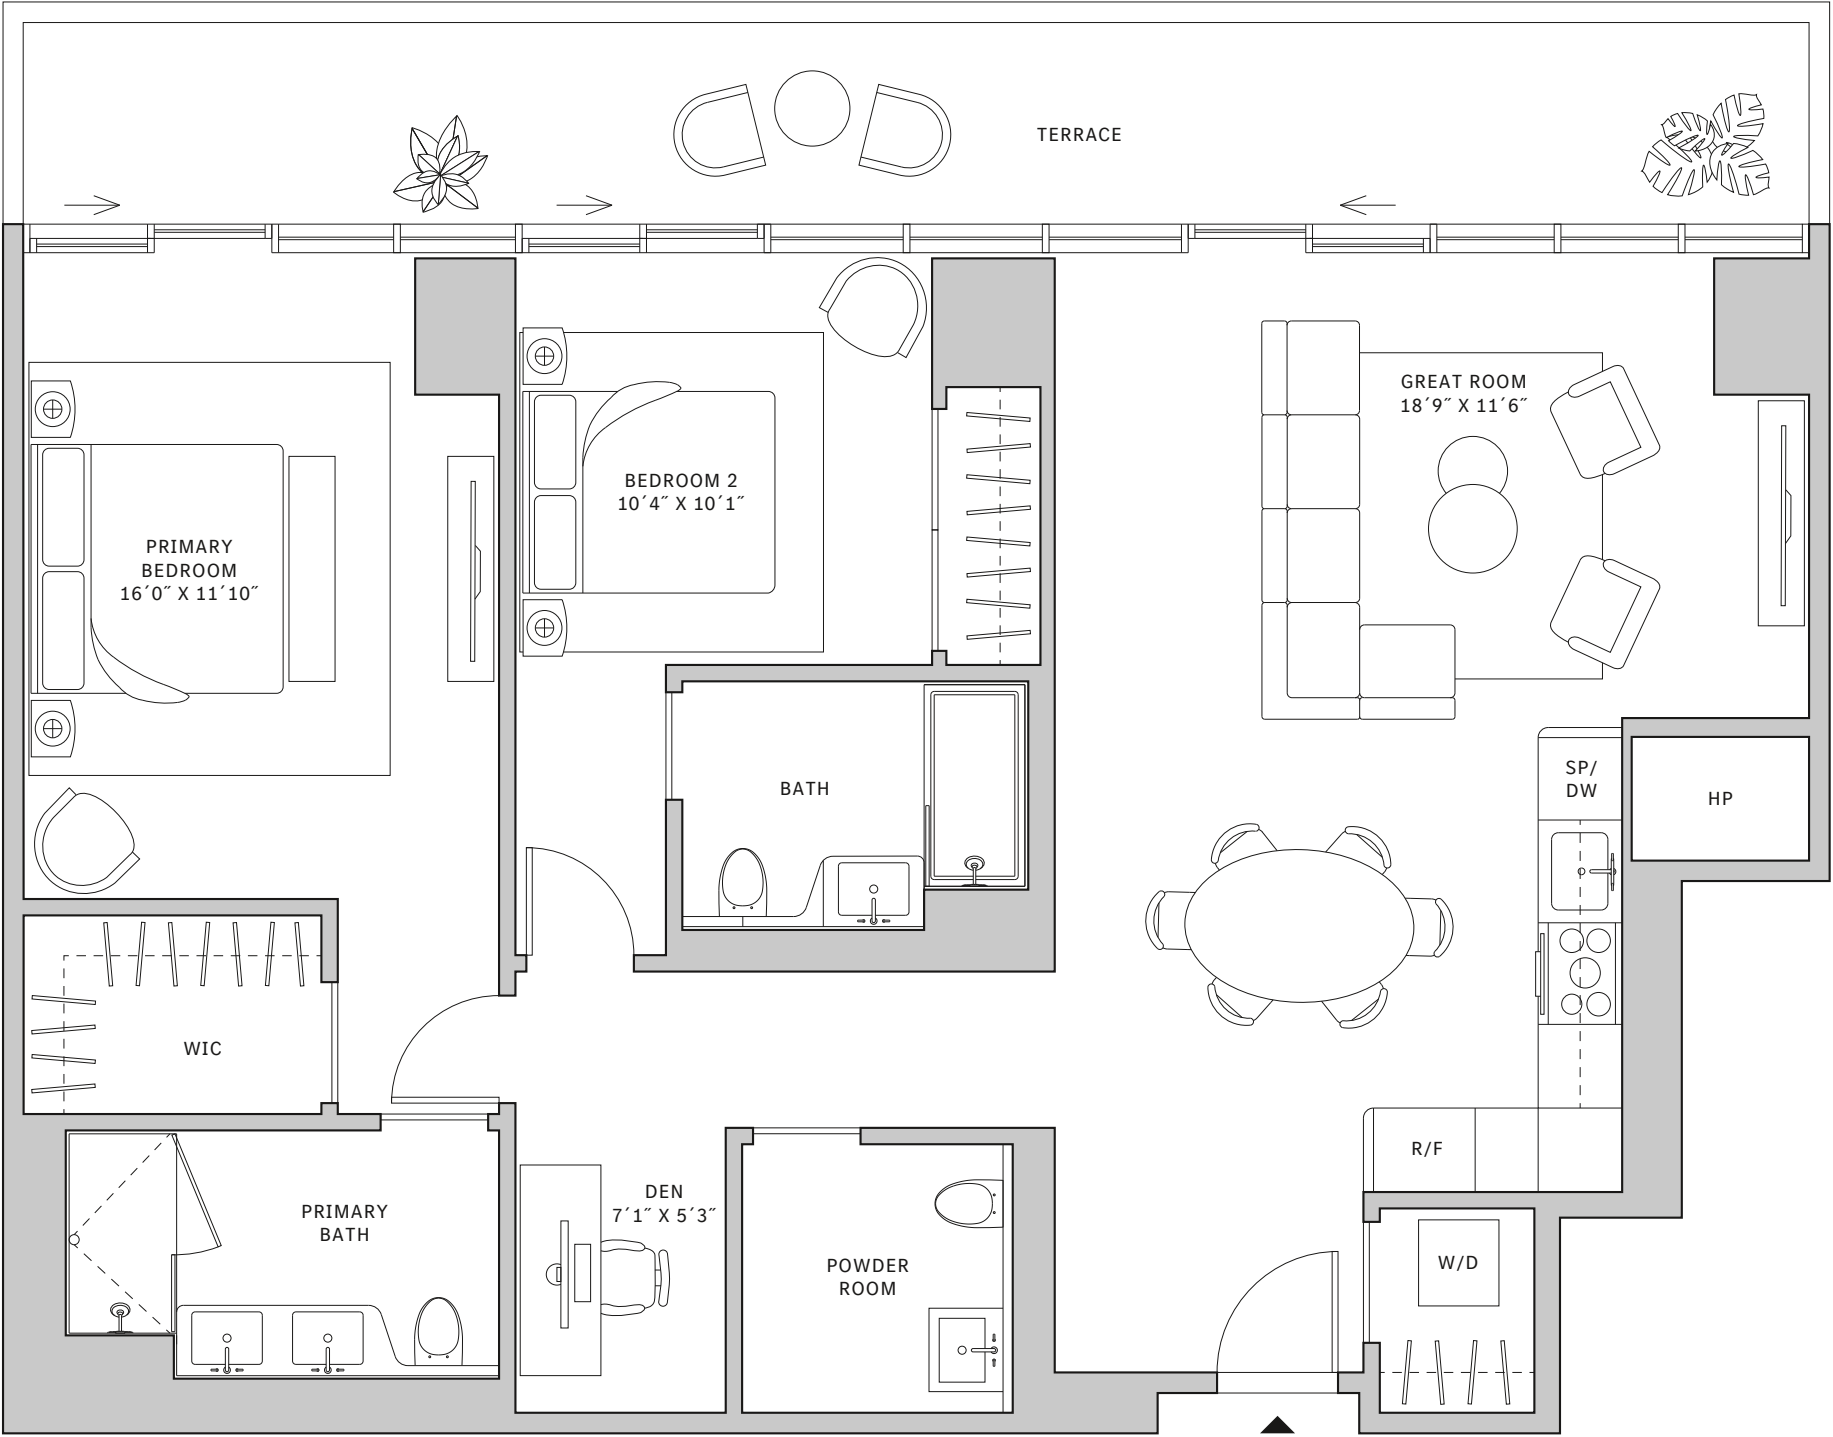 TERRACE
GREAT ROOM
18′9″ X 11′6″
BEDROOM 2
10′4″ X 10′1″
PRIMARY
BEDROOM
16′0″ X 11′10″
SP/
DW
HP
BATH
WIC
R/F
PRIMARY
BATH
DEN
7′1″ X 5′3″
POWDER
ROOM
W/D